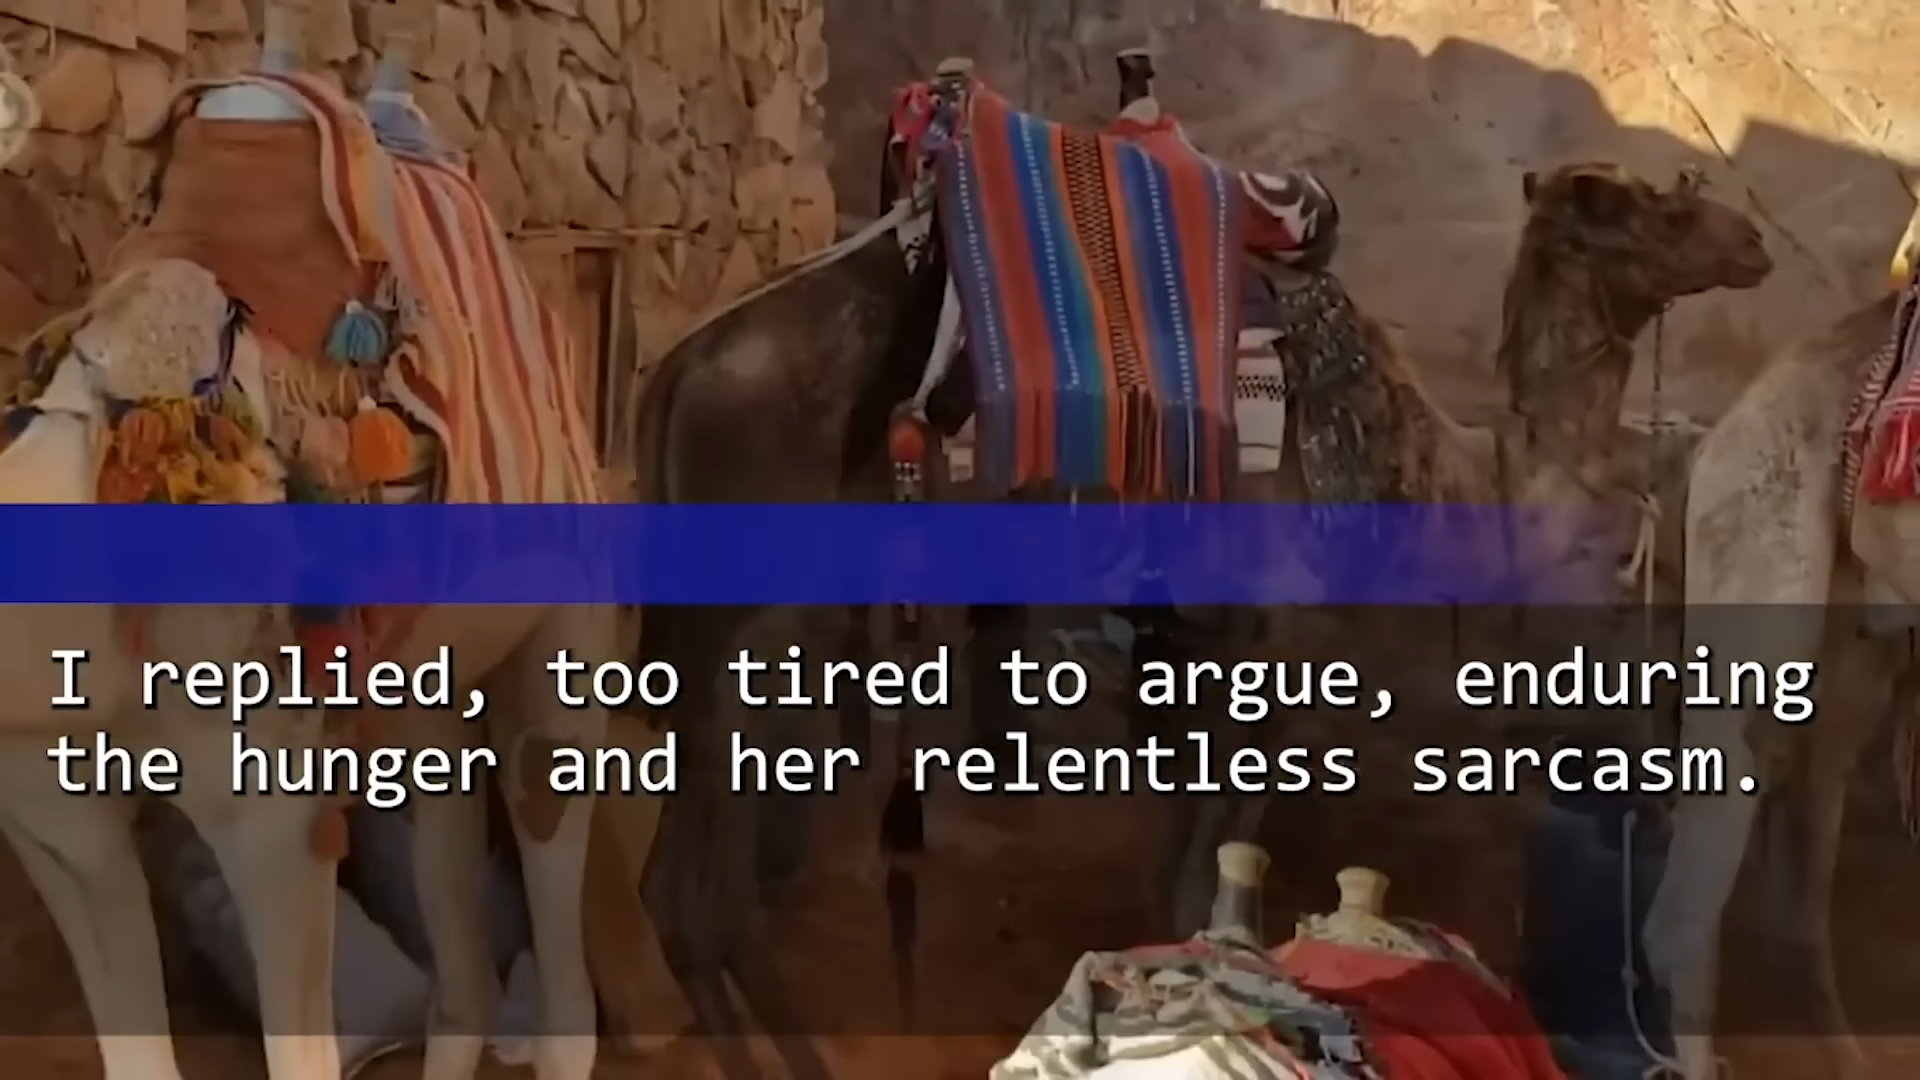 I replied, too tired to argue, enduring
the hunger and her relentless sarcasm.